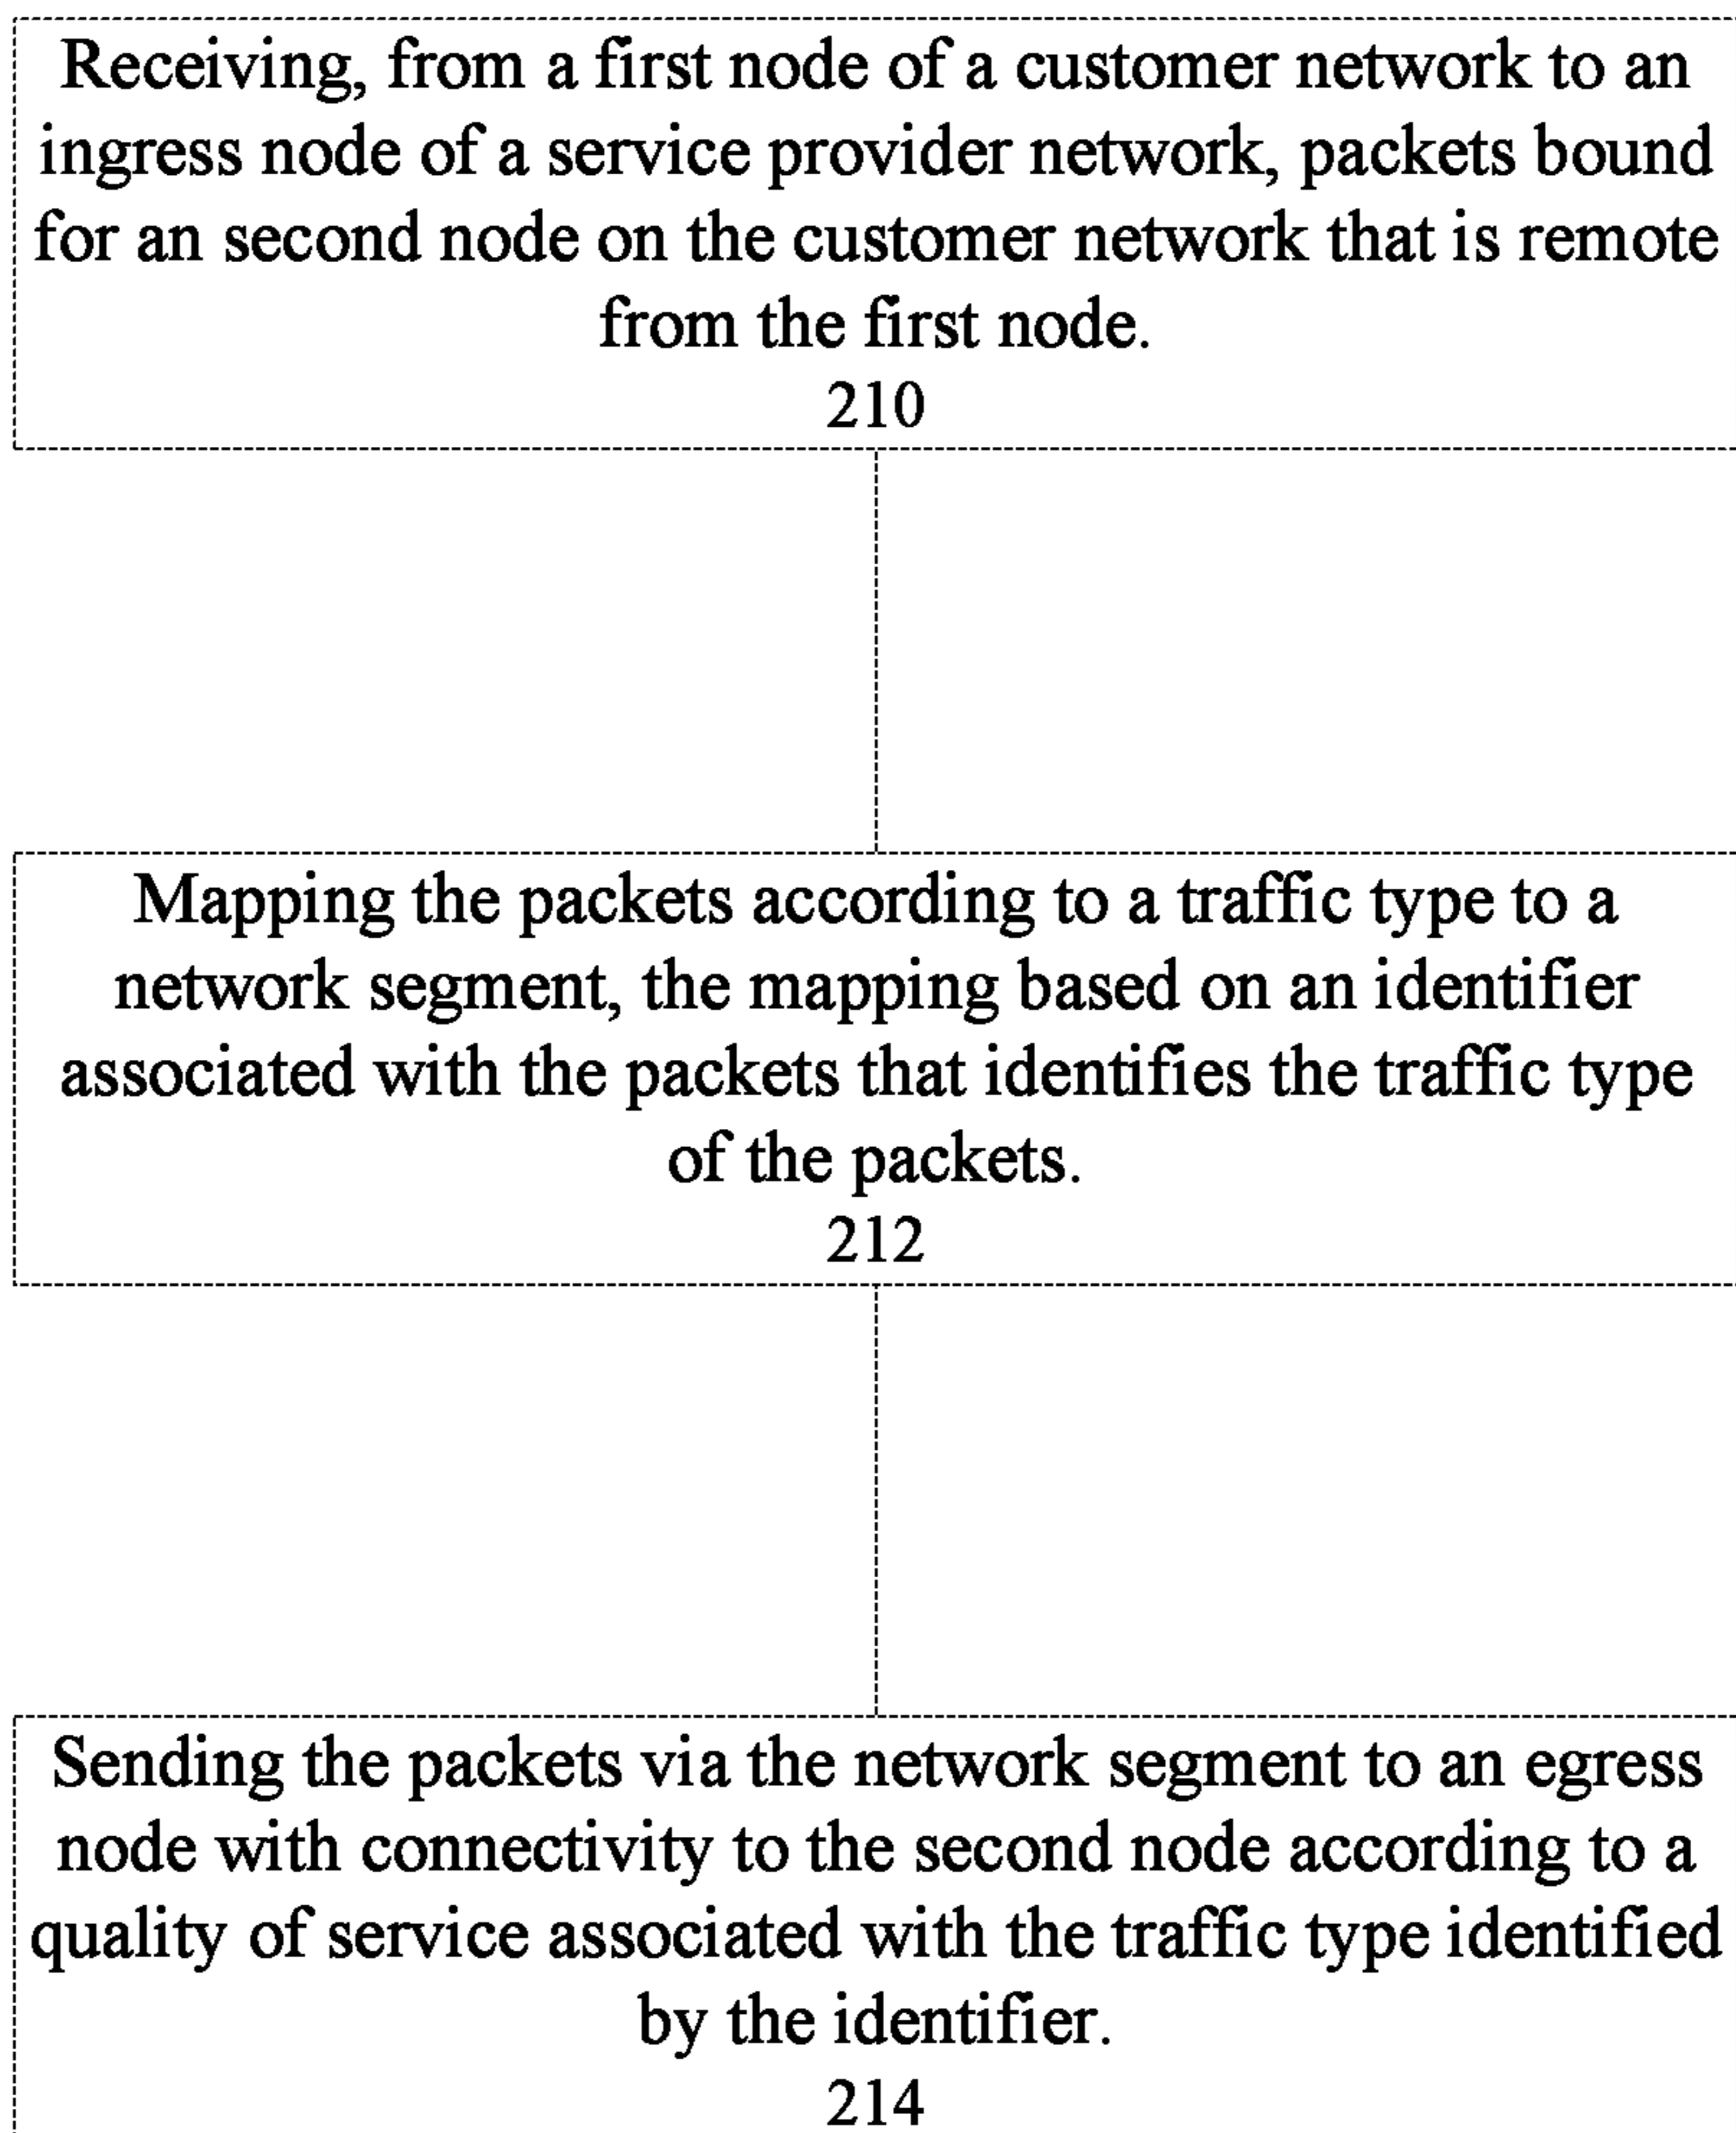 Receiving, from a first node of a customer network to an
ingress node of a service provider network, packets bound
for an second node on the customer network that is remote
from the first node.
210
Mapping the packets according to a traffic type to a
network segment, the mapping based on an identifier
associated with the packets that identifies the traffic type
of the packets.
212
Sending the packets via the network segment to an egress
node with connectivity to the second node according to a
quality of service associated with the traffic type identified
by the identifier.
214